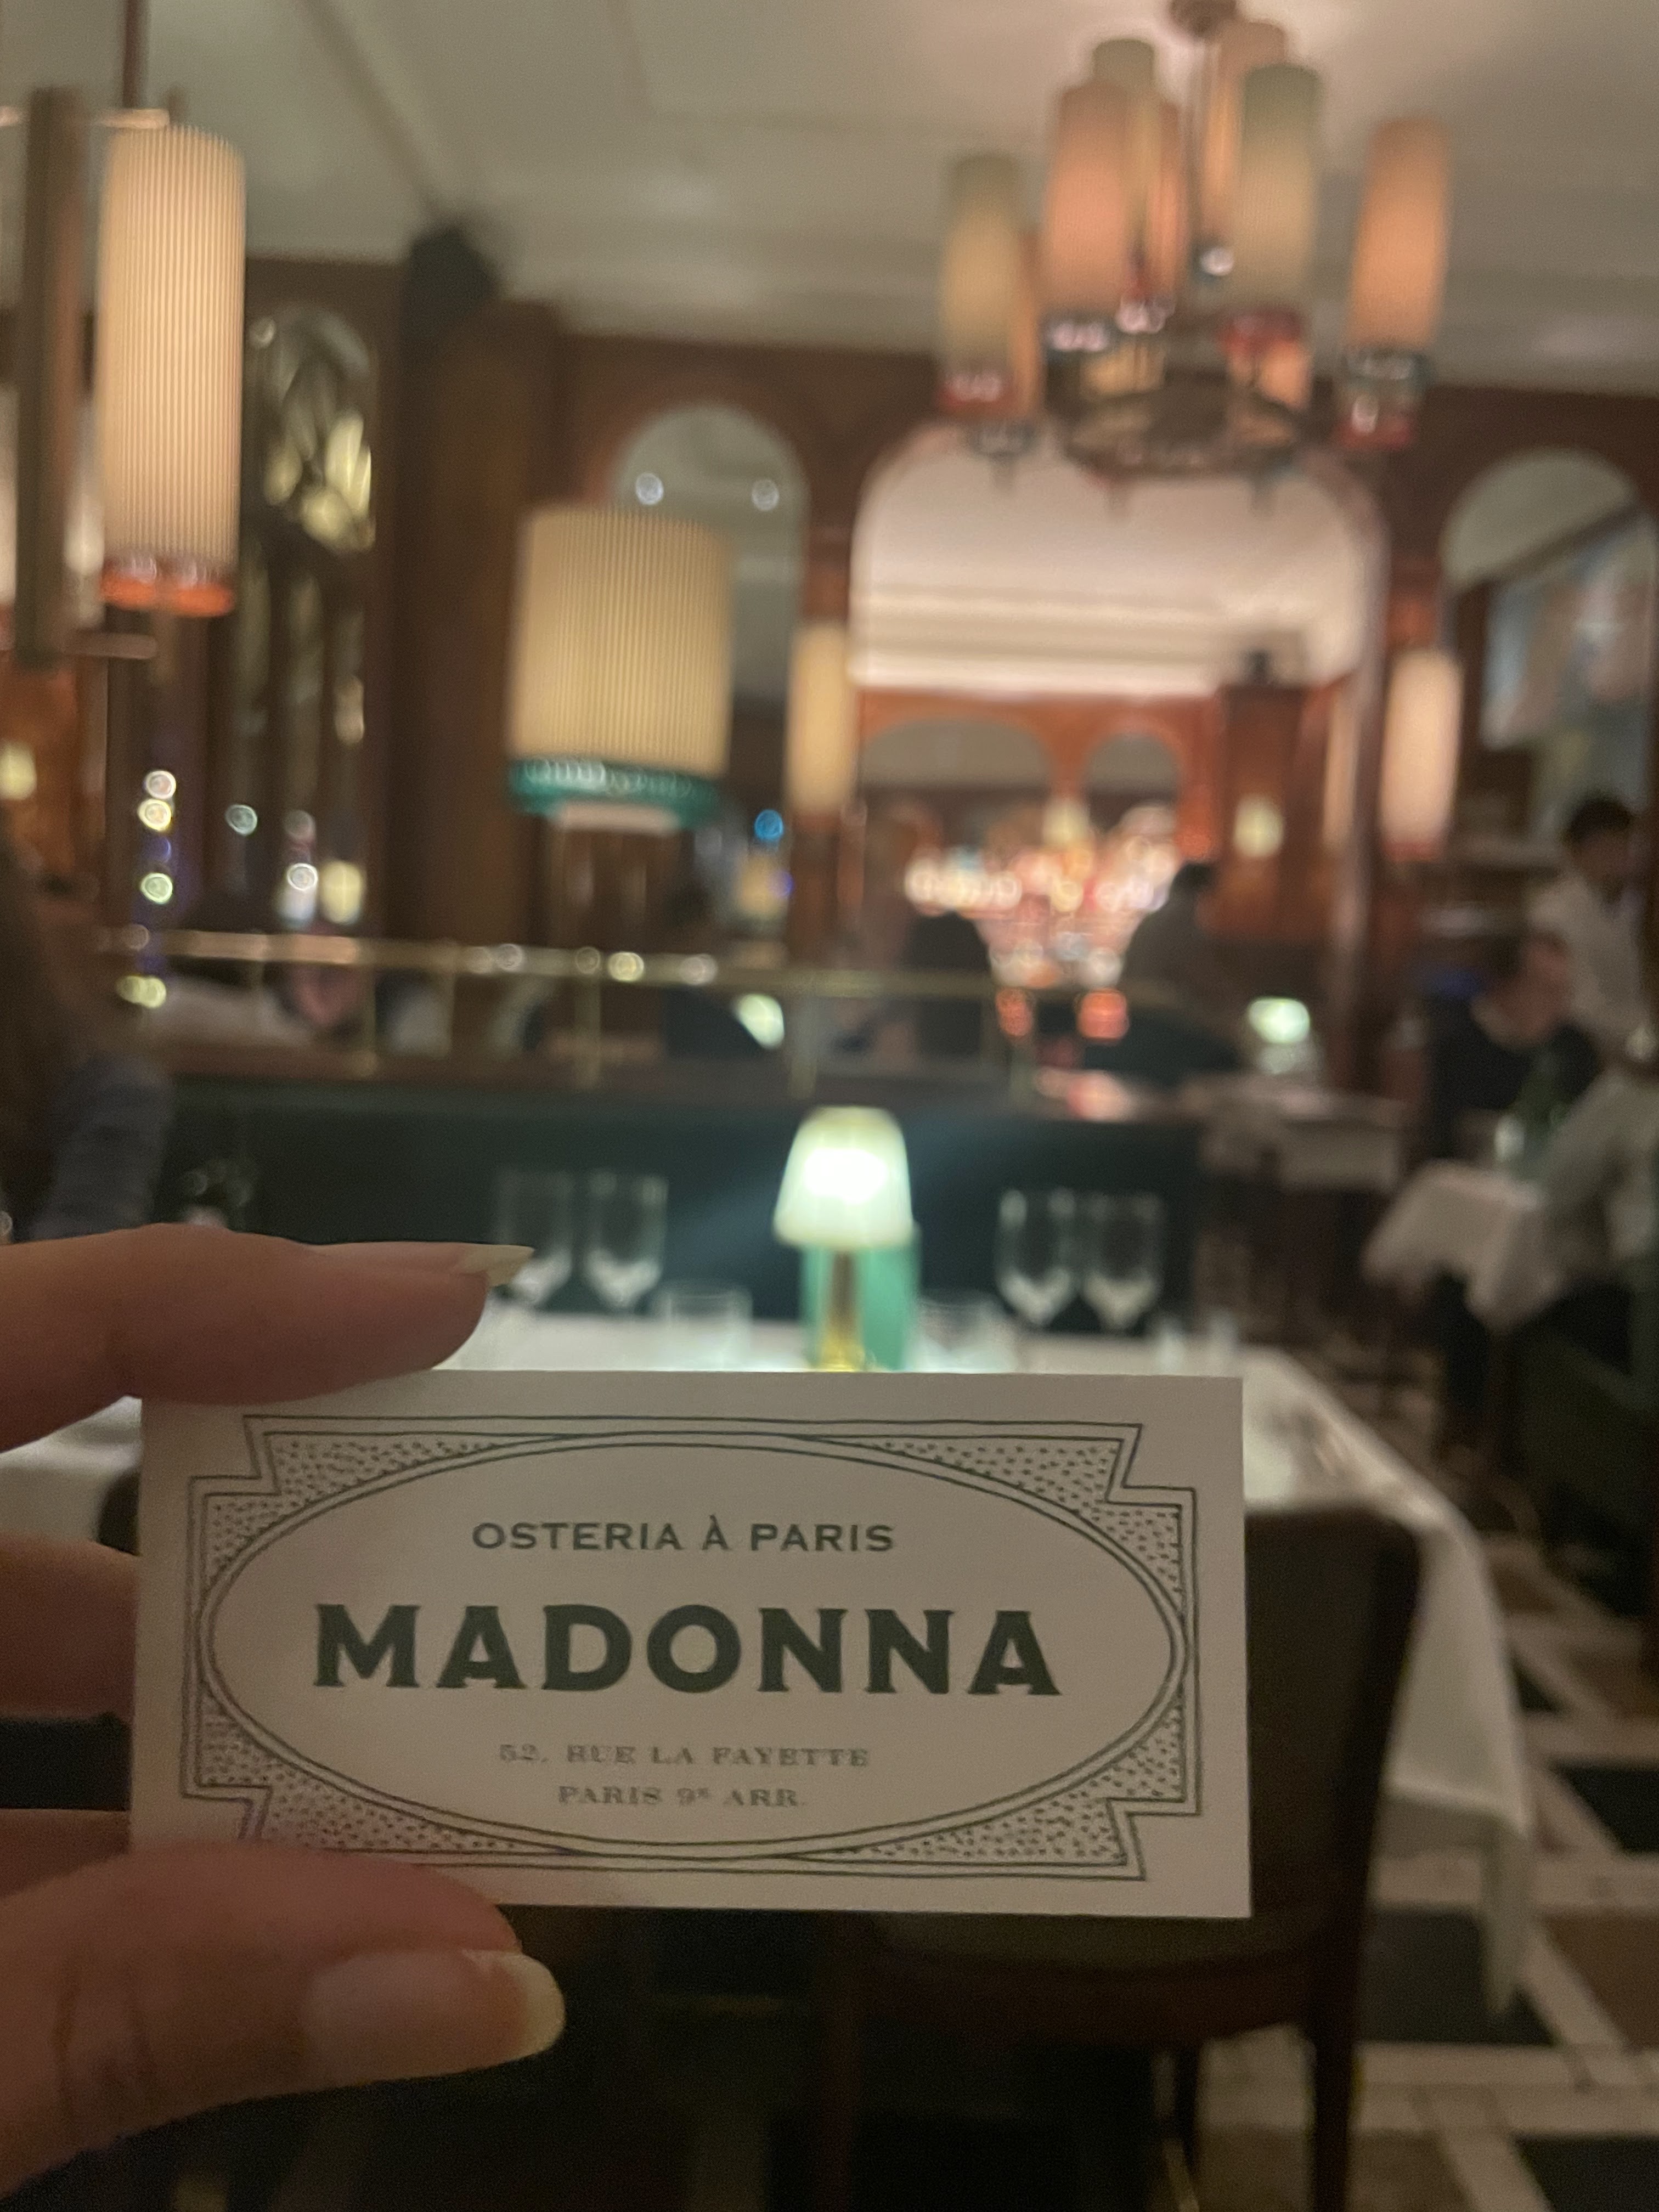 OSTERIA À PARIS
MADONNA
52, RUE LA FAYETTE
PARIS 9ᴱ ARR.